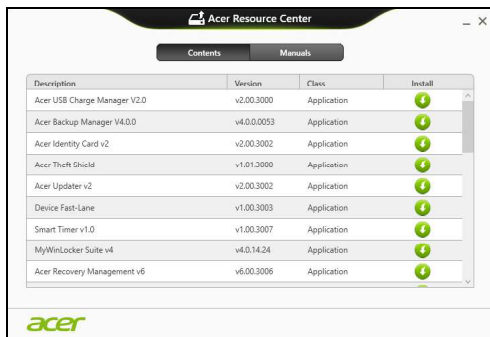 Acer Resource Center
Contents Manuals
Description Version Class Install
Acer USB Charge Manager V2.0 v2.00.3000 Application
Acer Backup Manager V4.0.0 v4.0.0.0053 Application
Acer Identity Card v2 v2.00.3002 Application
Acer Theft Shield v1.01.3000 Application
Acer Updater v2 v2.00.3002 Application
Device Fast-Lane v1.00.3003 Application
Smart Timer v1.0 v1.00.3007 Application
MyWinLocker Suite v4 v4.0.14.24 Application
Acer Recovery Management v6 v6.00.3006 Application
acer